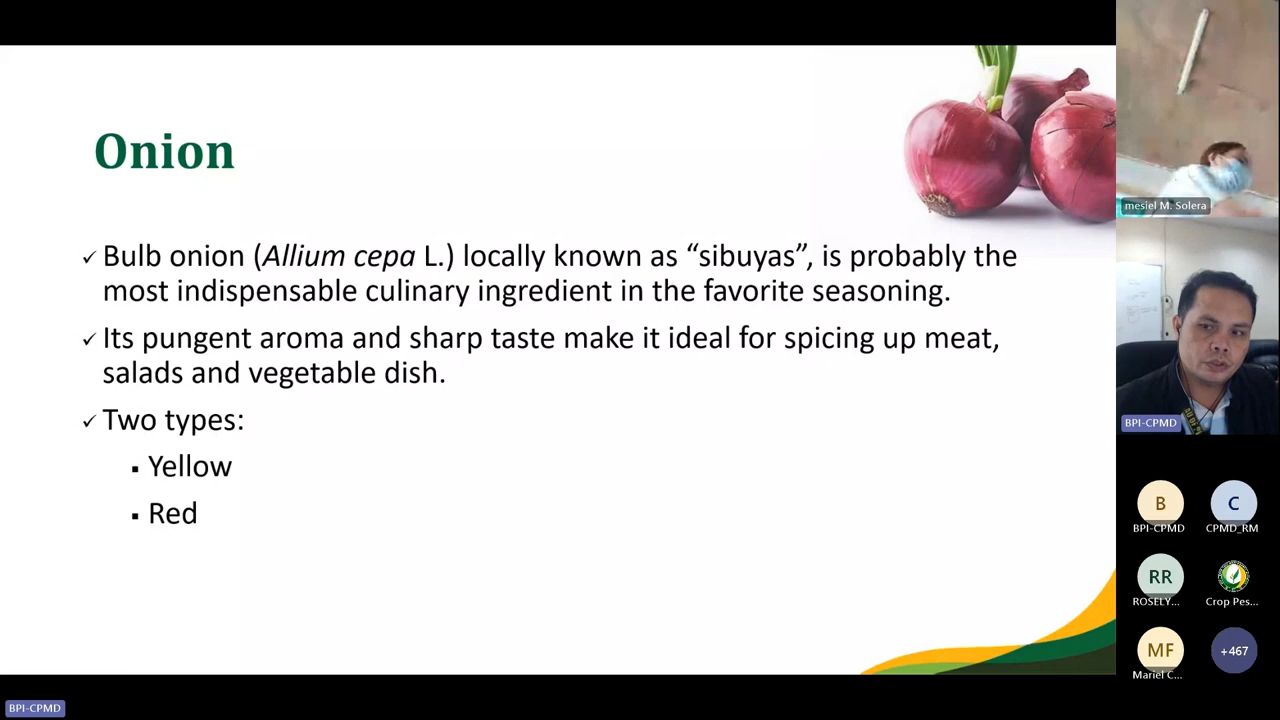 Onion
✓ Bulb onion (Allium cepa L.) locally known as “sibuyas”, is probably the
most indispensable culinary ingredient in the favorite seasoning.
✓ Its pungent aroma and sharp taste make it ideal for spicing up meat,
salads and vegetable dish.
✓ Two types:
▪ Yellow
▪ Red
mesiel M. Solera
BPI-CPMD
B
BPI-CPMD
C
CPMD_RM
RR
ROSELY...
Crop Pes...
MF
Mariel C...
+467
BPI-CPMD